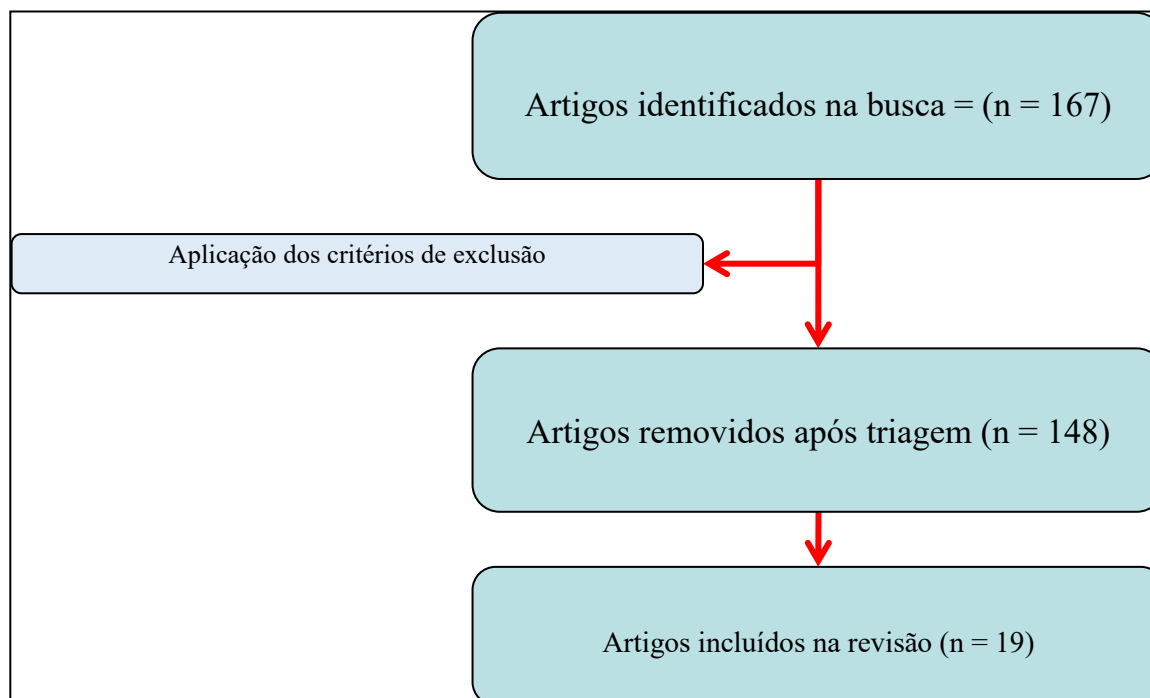 Artigos identificados na busca = (n = 167)
Aplicação dos critérios de exclusão
Artigos removidos após triagem (n = 148)
Artigos incluídos na revisão (n = 19)